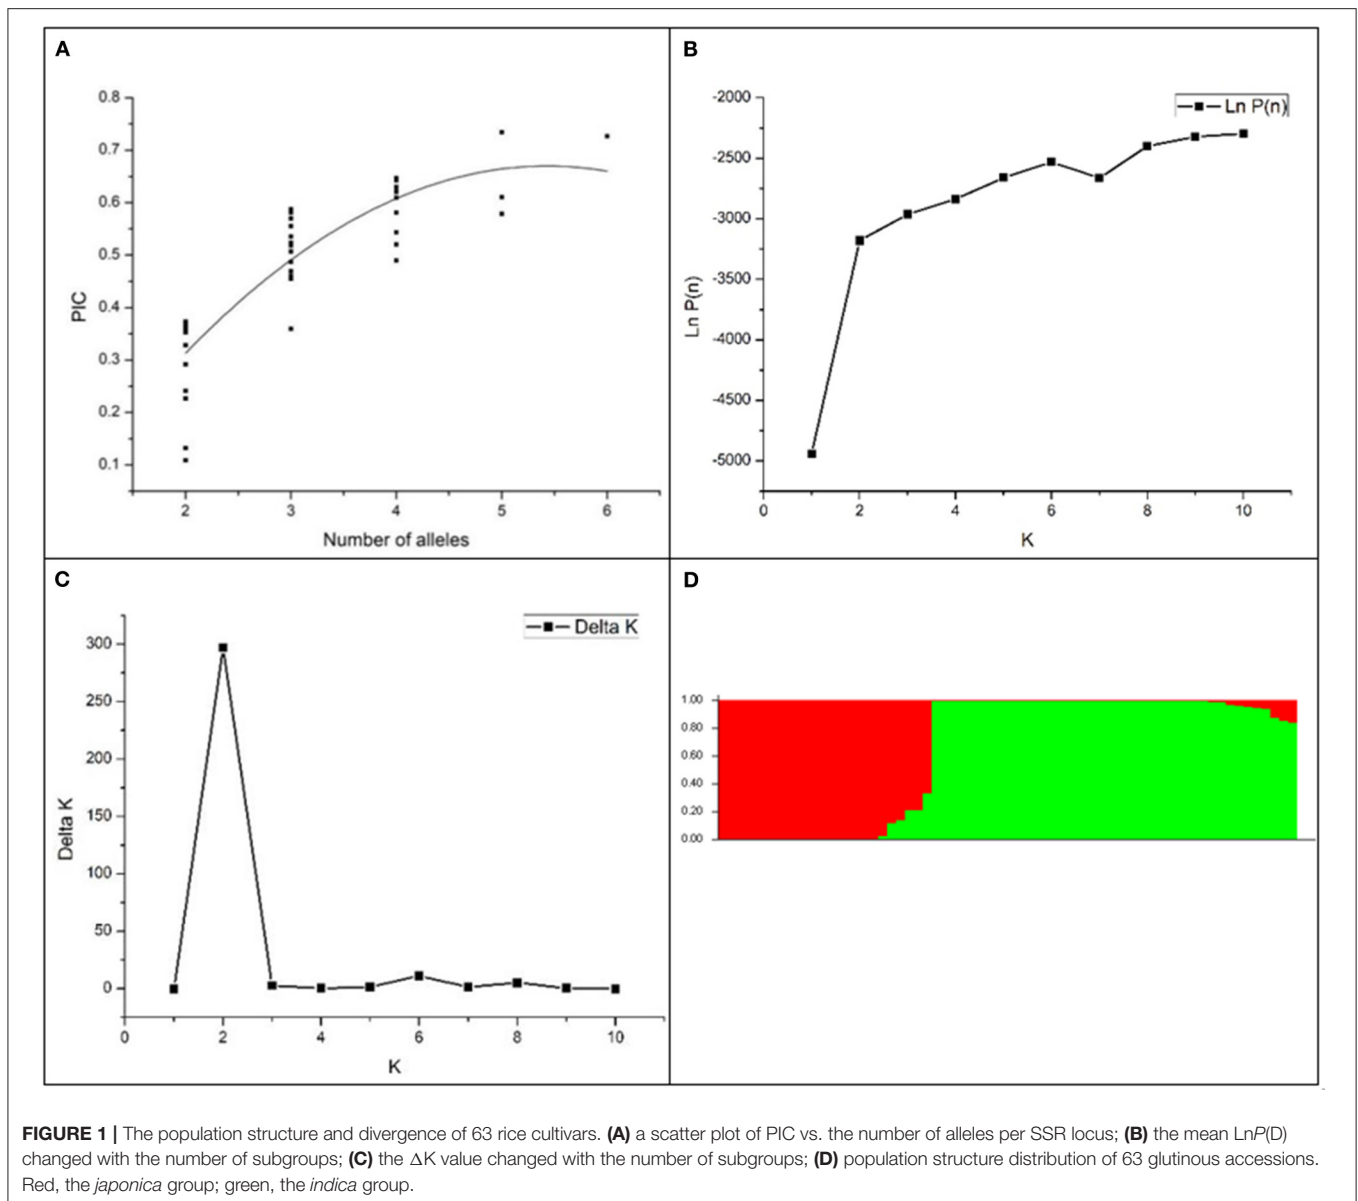 A
0.8
0.7
0.6
0.5
0.4
0.3
0.2
0.1
PIC
2 3 4 5 6
Number of alleles
B
Ln P(n)
-2000
-2500
-3000
-3500
-4000
-4500
-5000
Ln P(n)
0 2 4 6 8 10
K
C
Delta K
300
250
200
150
100
50
0
Delta K
0 2 4 6 8 10
K
D
1.00
0.80
0.60
0.40
0.20
0.00
FIGURE 1 | The population structure and divergence of 63 rice cultivars. (A) a scatter plot of PIC vs. the number of alleles per SSR locus; (B) the mean LnP(D)
changed with the number of subgroups; (C) the ΔK value changed with the number of subgroups; (D) population structure distribution of 63 glutinous accessions.
Red, the japonica group; green, the indica group.